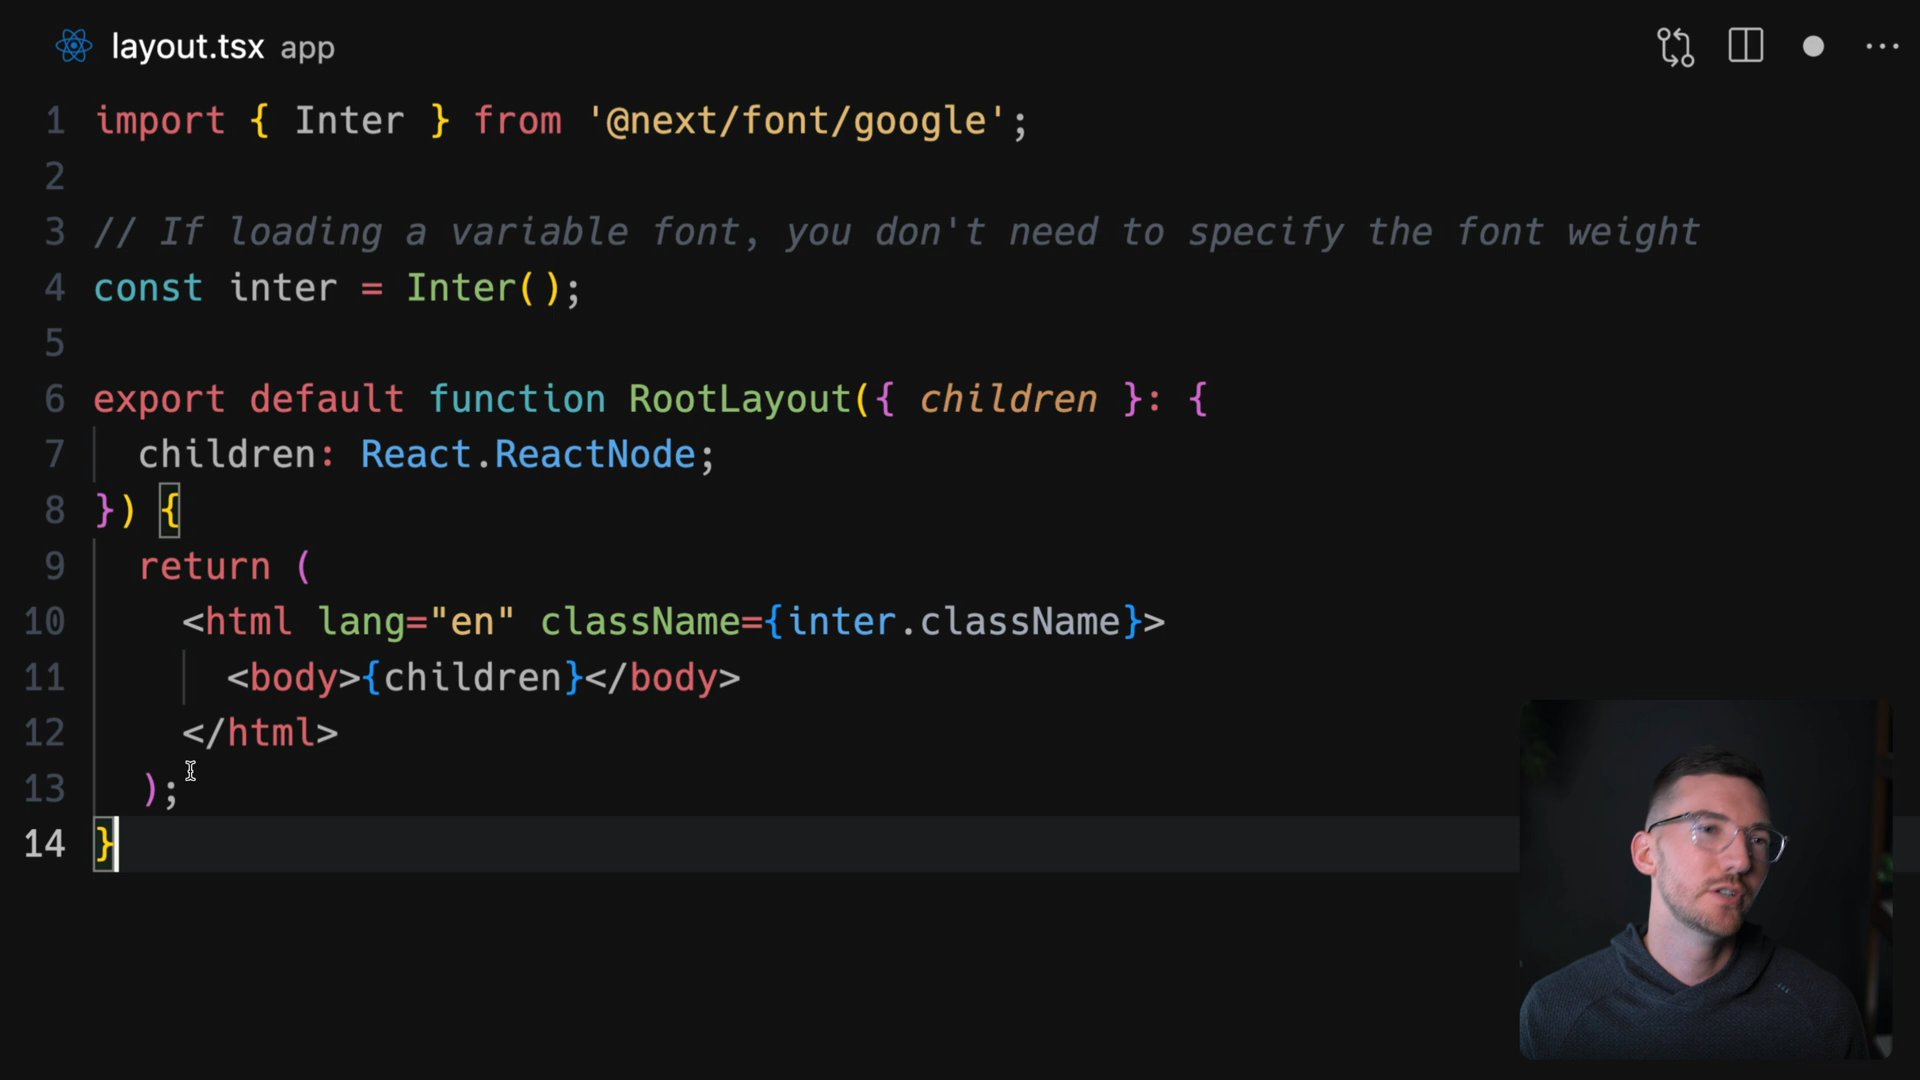 layout.tsx app
1 import { Inter } from '@next/font/google';
2
3 // If loading a variable font, you don't need to specify the font weight
4 const inter = Inter();
5
6 export default function RootLayout({ children }: {
7 children: React.ReactNode;
8 }) {
9 return (
10 <html lang="en" className={inter.className}>
11 <body>{children}</body>
12 </html>
13 );
14 }